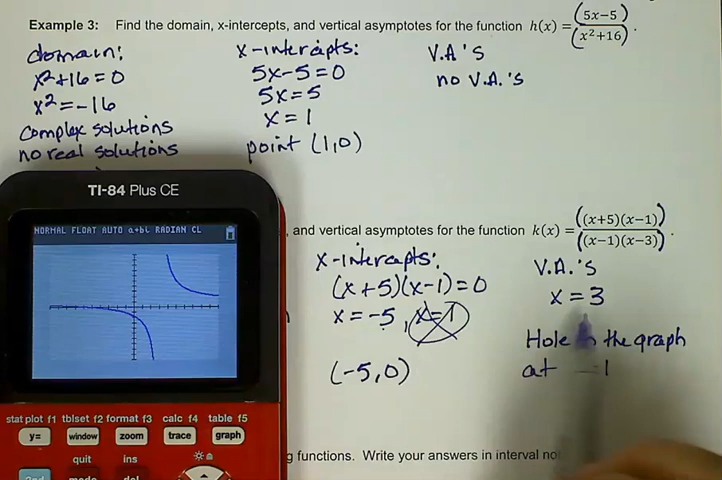 Example 3: Find the domain, x-intercepts, and vertical asymptotes for the function h(x) = (5x−5)/(x²+16).
domain:
x²+16=0
x²=-16
complex solutions
no real solutions
x-intercepts:
5x-5=0
5x=5
x=1
point (1,0)
V.A.'s
no V.A.'s
, and vertical asymptotes for the function k(x) = ((x+5)(x−1))/((x−1)(x−3)).
x-intercepts:
(x+5)(x-1)=0
x=-5, x=1
(-5,0)
V.A.'s
x=3
Hole the graph
at 1
g functions. Write your answers in interval no
TI-84 Plus CE
NORMAL FLOAT AUTO a+bi RADIAN CL
stat plot f1 tblset f2 format f3 calc f4 table f5
y= window zoom trace graph
quit ins
2nd mode del